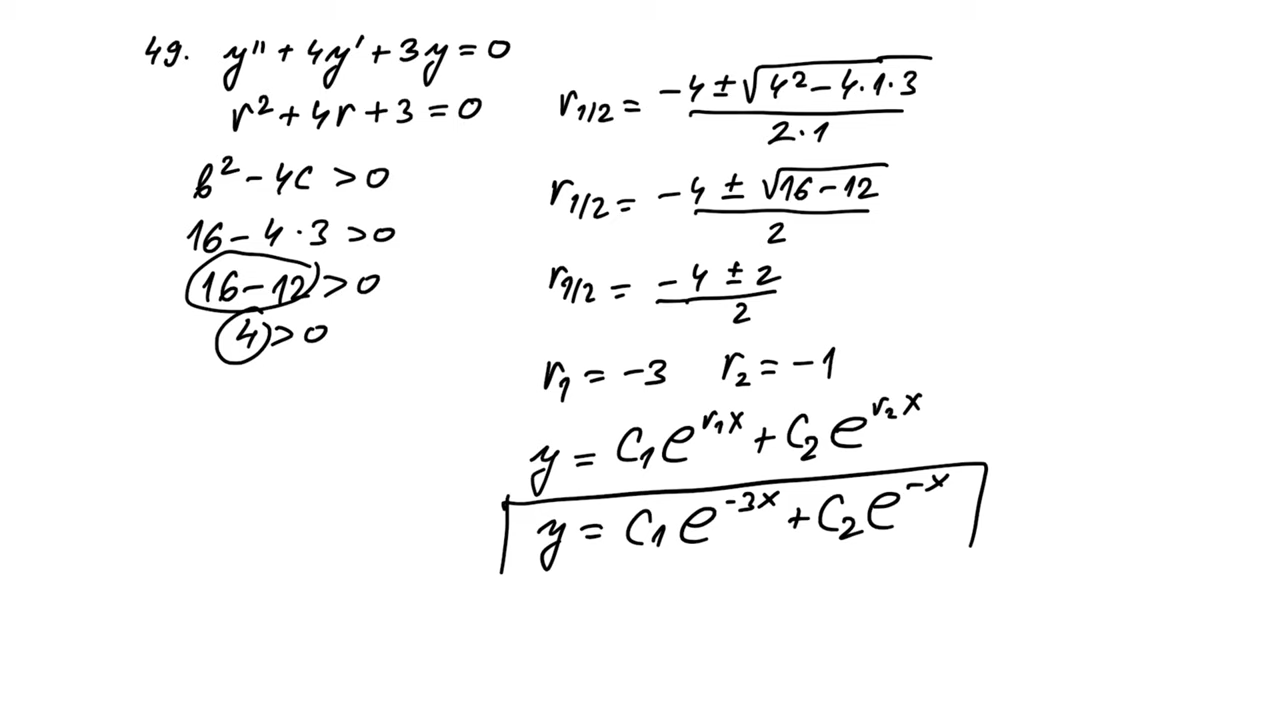 49. y'' + 4y' + 3y = 0
r² + 4r + 3 = 0
b² - 4c > 0
16 - 4 · 3 > 0
16 - 12 > 0
4 > 0
r₁/₂ = (-4 ± √(4² - 4·1·3)) / (2·1)
r₁/₂ = (-4 ± √(16 - 12)) / 2
r₁/₂ = (-4 ± 2) / 2
r₁ = -3 r₂ = -1
y = C₁e^(r₁x) + C₂e^(r₂x)
y = C₁e^(-3x) + C₂e^(-x)